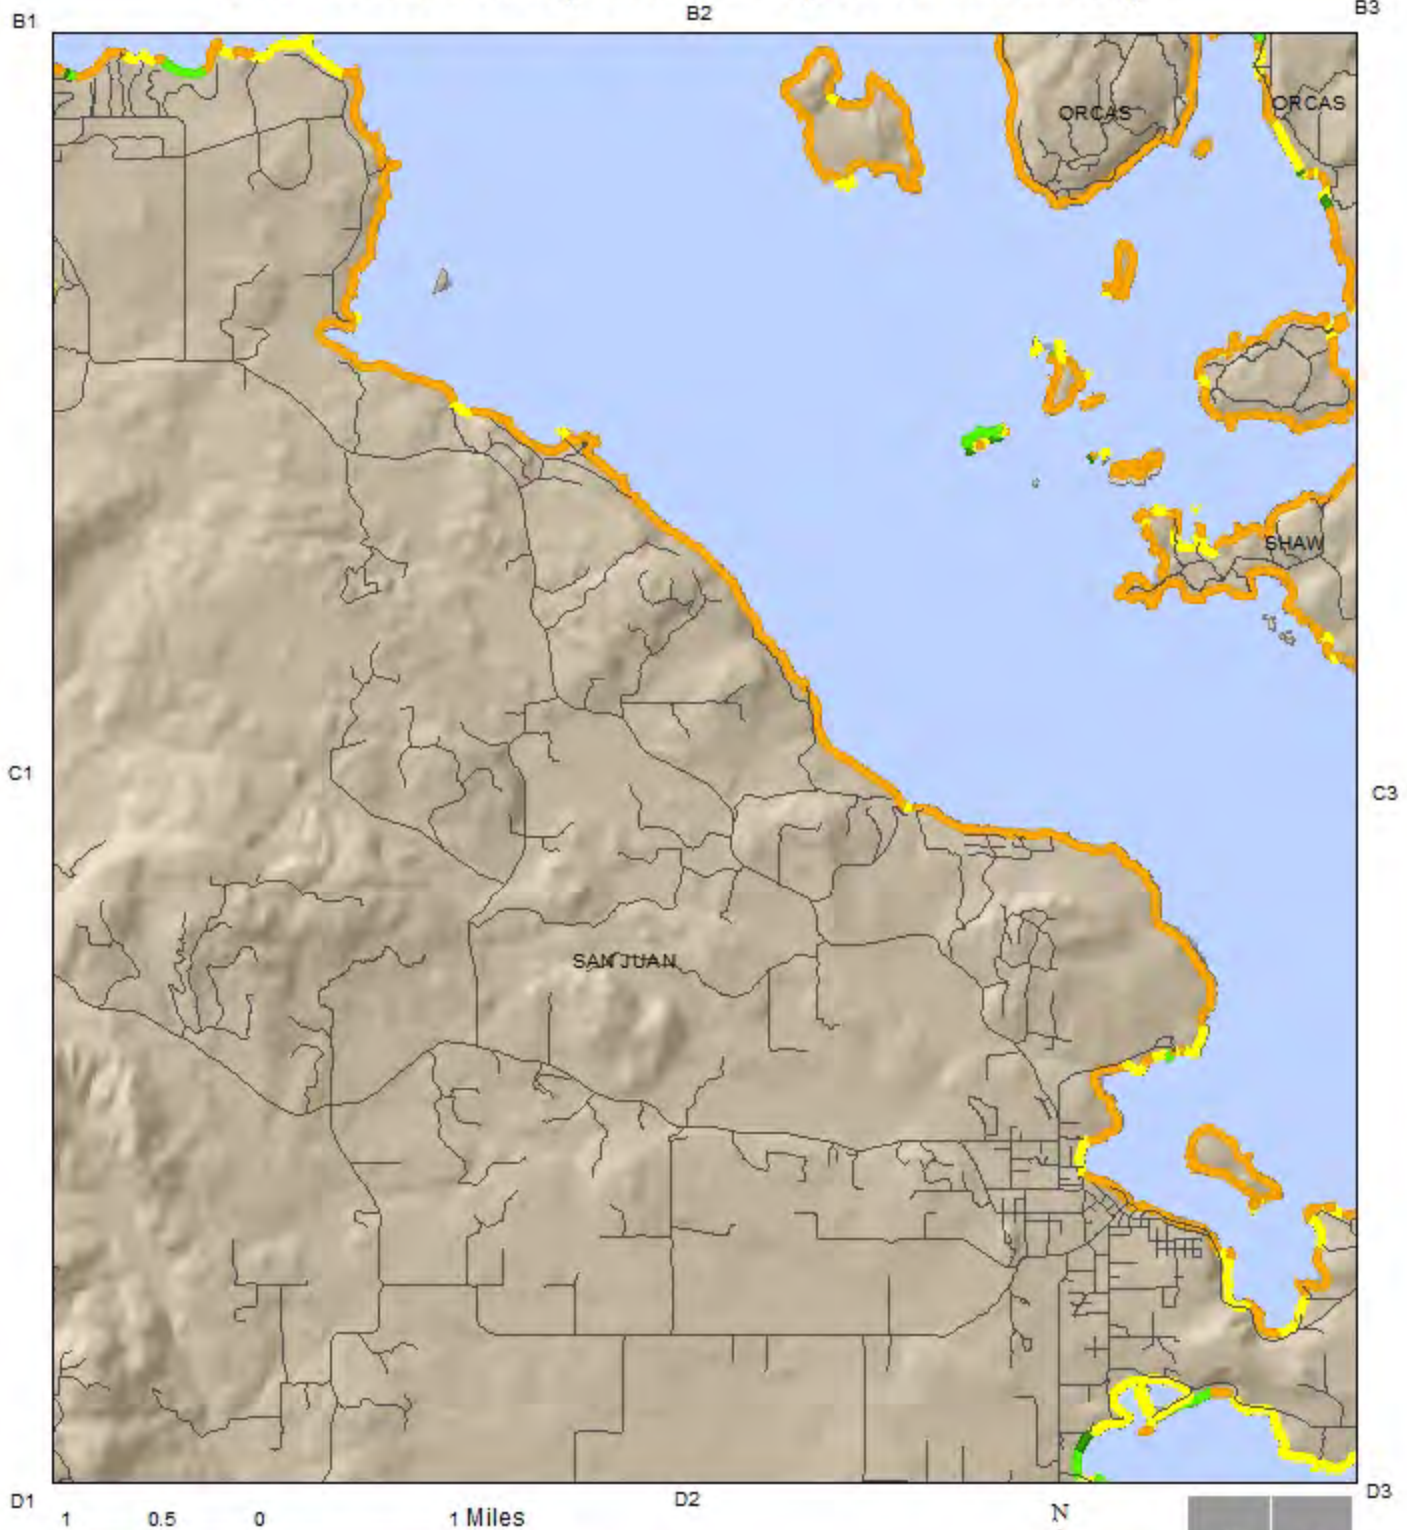 B1 B2 B3
ORCAS ORCAS
SHAW
C1 C3
SAN JUAN
D1 D2 D3
1 0.5 0 1 Miles N